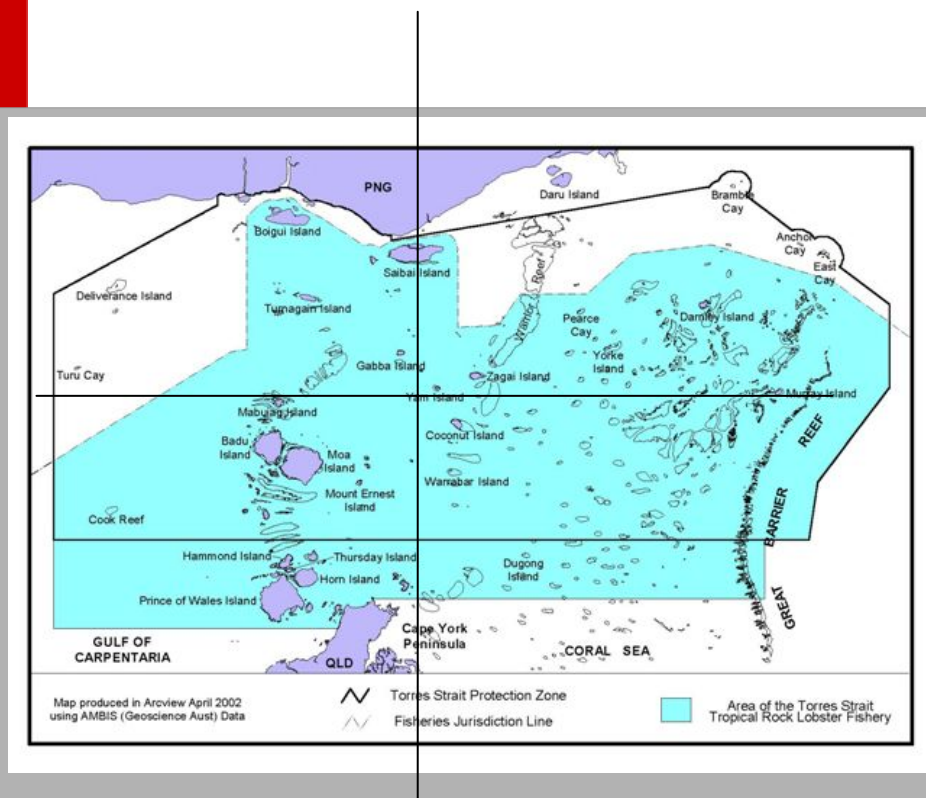 PNG
Daru Island
Bramble
Cay
Boigui Island
Anchor
Cay
Saibai Island
East
Cay
Reef
Deliverance Island
Turnagain Island
Warrior
Pearce
Cay
Darnley Island
Gabba Island
Yorke
Island
Turu Cay
Zagai Island
Yam Island
Murray Island
Mabuiag Island
Badu
Island
Coconut Island
REEF
Moa
Island
Warrabar Island
Mount Ernest
Island
Cook Reef
BARRIER
Hammond Island
Thursday Island
Dugong
Island
Horn Island
Prince of Wales Island
GREAT
GULF OF
CARPENTARIA
Cape York
Peninsula
CORAL SEA
QLD
Map produced in Arcview April 2002
using AMBIS (Geoscience Aust) Data
Torres Strait Protection Zone
Fisheries Jurisdiction Line
Area of the Torres Strait
Tropical Rock Lobster Fishery